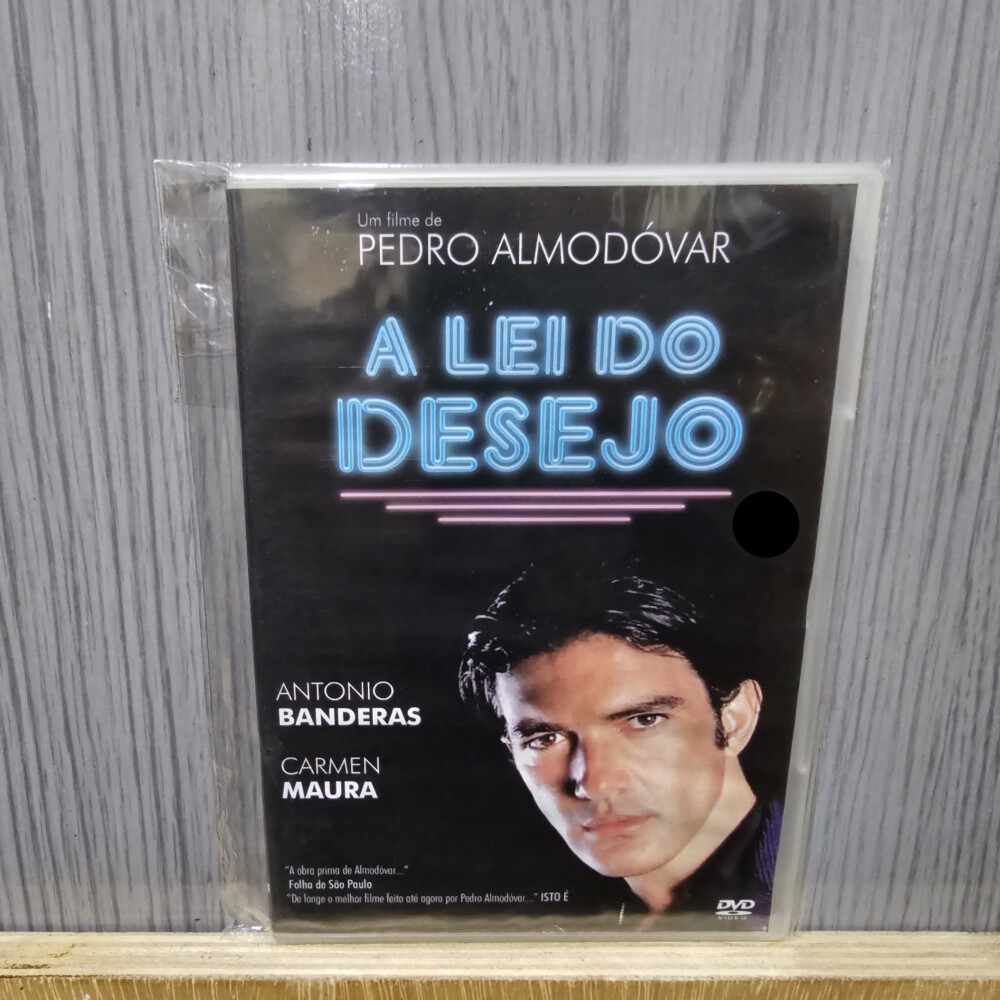 Um filme de
PEDRO ALMODÓVAR
A LEI DO
DESEJO
ANTONIO
BANDERAS
CARMEN
MAURA
"A obra prima de Almodóvar..."
Folha de São Paulo
"De longe o melhor filme feito até agora por Pedro Almodóvar..." ISTO É
DVD
VIDEO